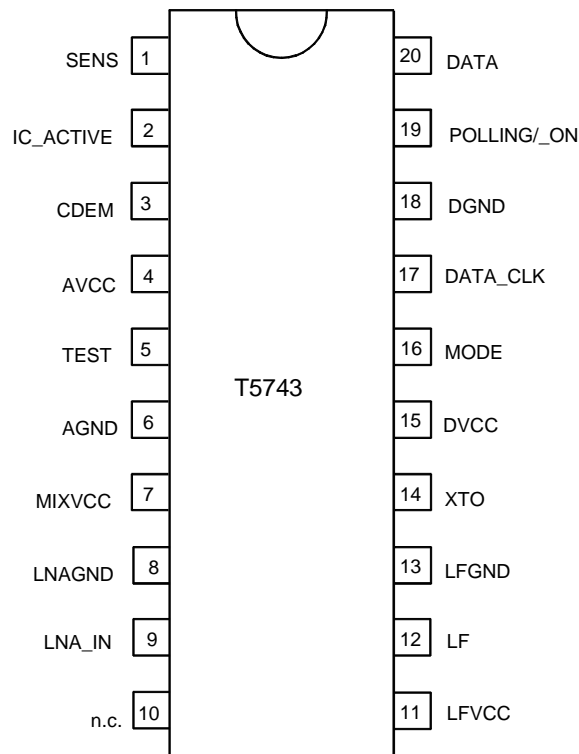 SENS 1 20 DATA
IC_ACTIVE 2 19 POLLING/_ON
CDEM 3 18 DGND
AVCC 4 17 DATA_CLK
TEST 5 16 MODE
T5743
AGND 6 15 DVCC
MIXVCC 7 14 XTO
LNAGND 8 13 LFGND
LNA_IN 9 12 LF
n.c. 10 11 LFVCC